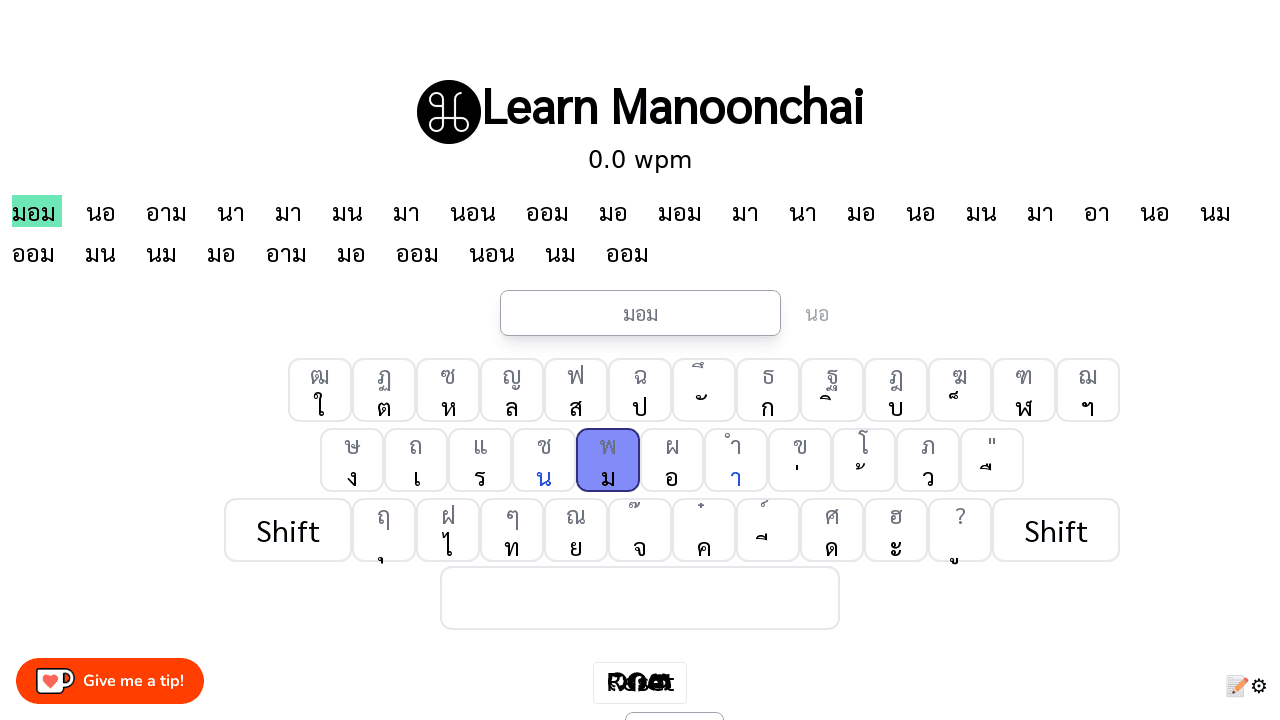 Learn Manoonchai
0.0 wpm
มอม นอ อาม นา มา มน มา นอน ออม มอ มอม มา นา มอ นอ มน มา อา นอ นม
ออม มน นม มอ อาม มอ ออม นอน นม ออม
มอม นอ
ฒ ฏ ซ ญ ฟ ฉ ึ ธ ฐ ฎ ฆ ฑ ฌ
ใ ต ห ล ส ป ั ก ิ บ ็ ฬ ฯ
ษ ถ แ ช พ ผ ำ ข โ ภ "
ง เ ร น ม อ า ่ ้ ว ื
Shift ฤ ฝ ๆ ณ ๊ ๋ ์ ศ ฮ ? Shift
ุ ไ ท ย จ ค ี ด ะ ู
Give me a tip!
Reset